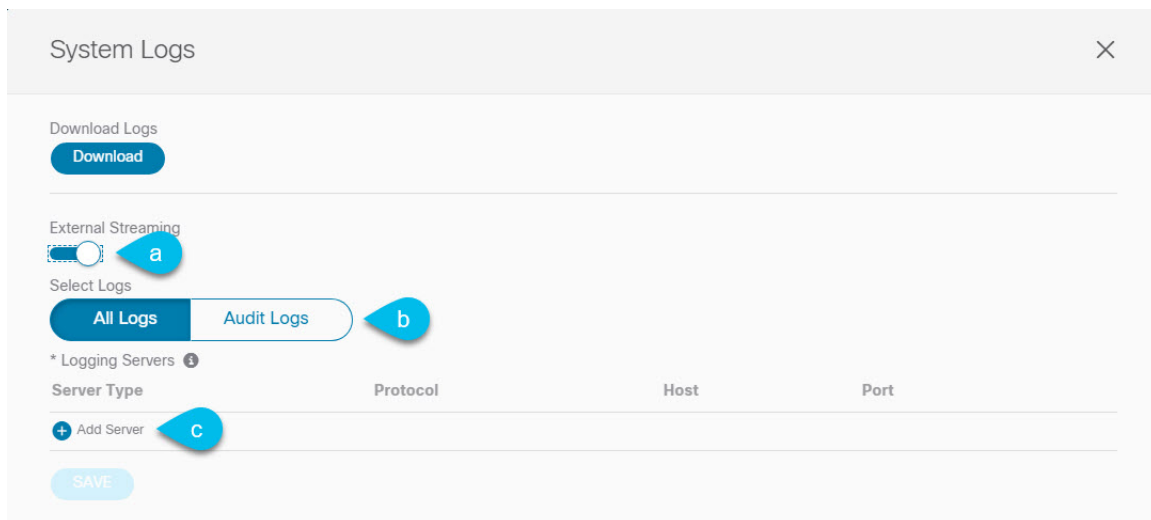 System Logs
Download Logs
Download
External Streaming
a
Select Logs
All Logs Audit Logs
b
* Logging Servers
Server Type Protocol Host Port
Add Server
c
SAVE